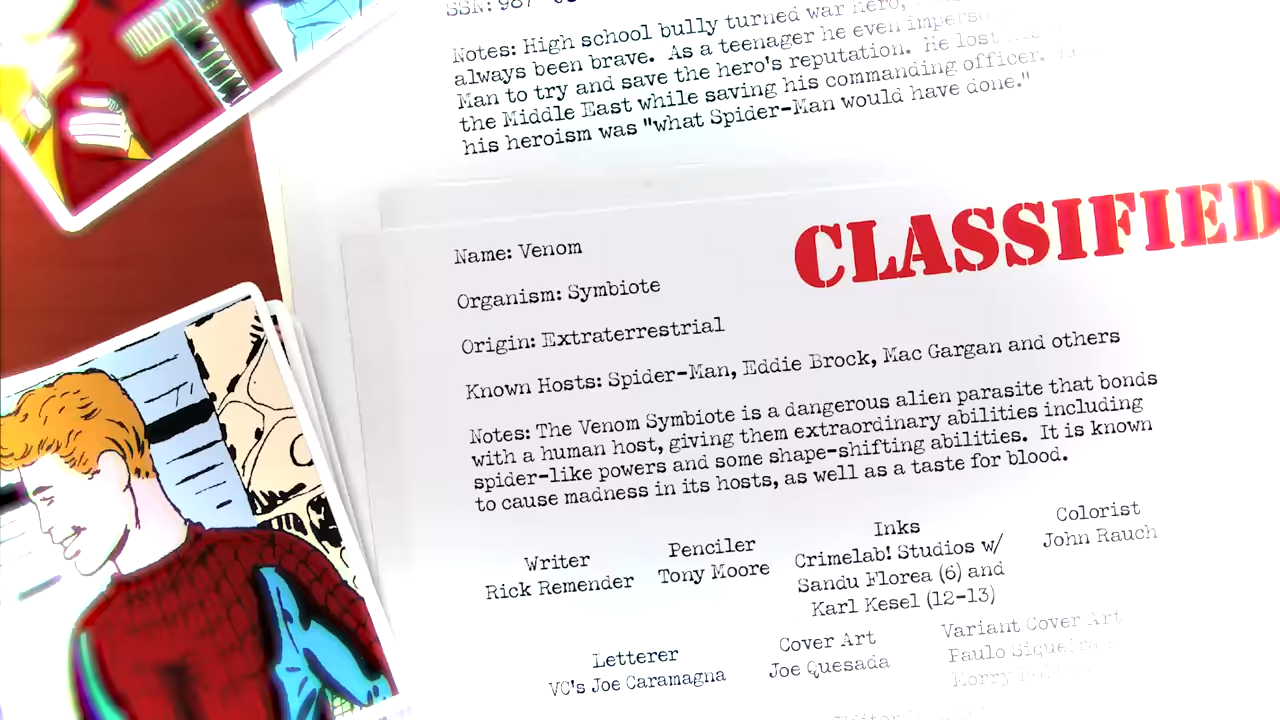 SSN: 987
Notes: High school bully turned war hero,
always been brave. As a teenager he even
Man to try and save the hero's reputation. He lost
the Middle East while saving his commanding officer.
his heroism was "what Spider-Man would have done."
CLASSIFIED
Name: Venom
Organism: Symbiote
Origin: Extraterrestrial
Known Hosts: Spider-Man, Eddie Brock, Mac Gargan and others
Notes: The Venom Symbiote is a dangerous alien parasite that bonds
with a human host, giving them extraordinary abilities including
spider-like powers and some shape-shifting abilities. It is known
to cause madness in its hosts, as well as a taste for blood.
Writer
Rick Remender
Penciler
Tony Moore
Inks
Crimelab! Studios w/
Sandu Florea (6) and
Karl Kesel (12-13)
Colorist
John Rauch
Letterer
VC's Joe Caramagna
Cover Art
Joe Quesada
Variant Cover Art
Paulo Siqueira